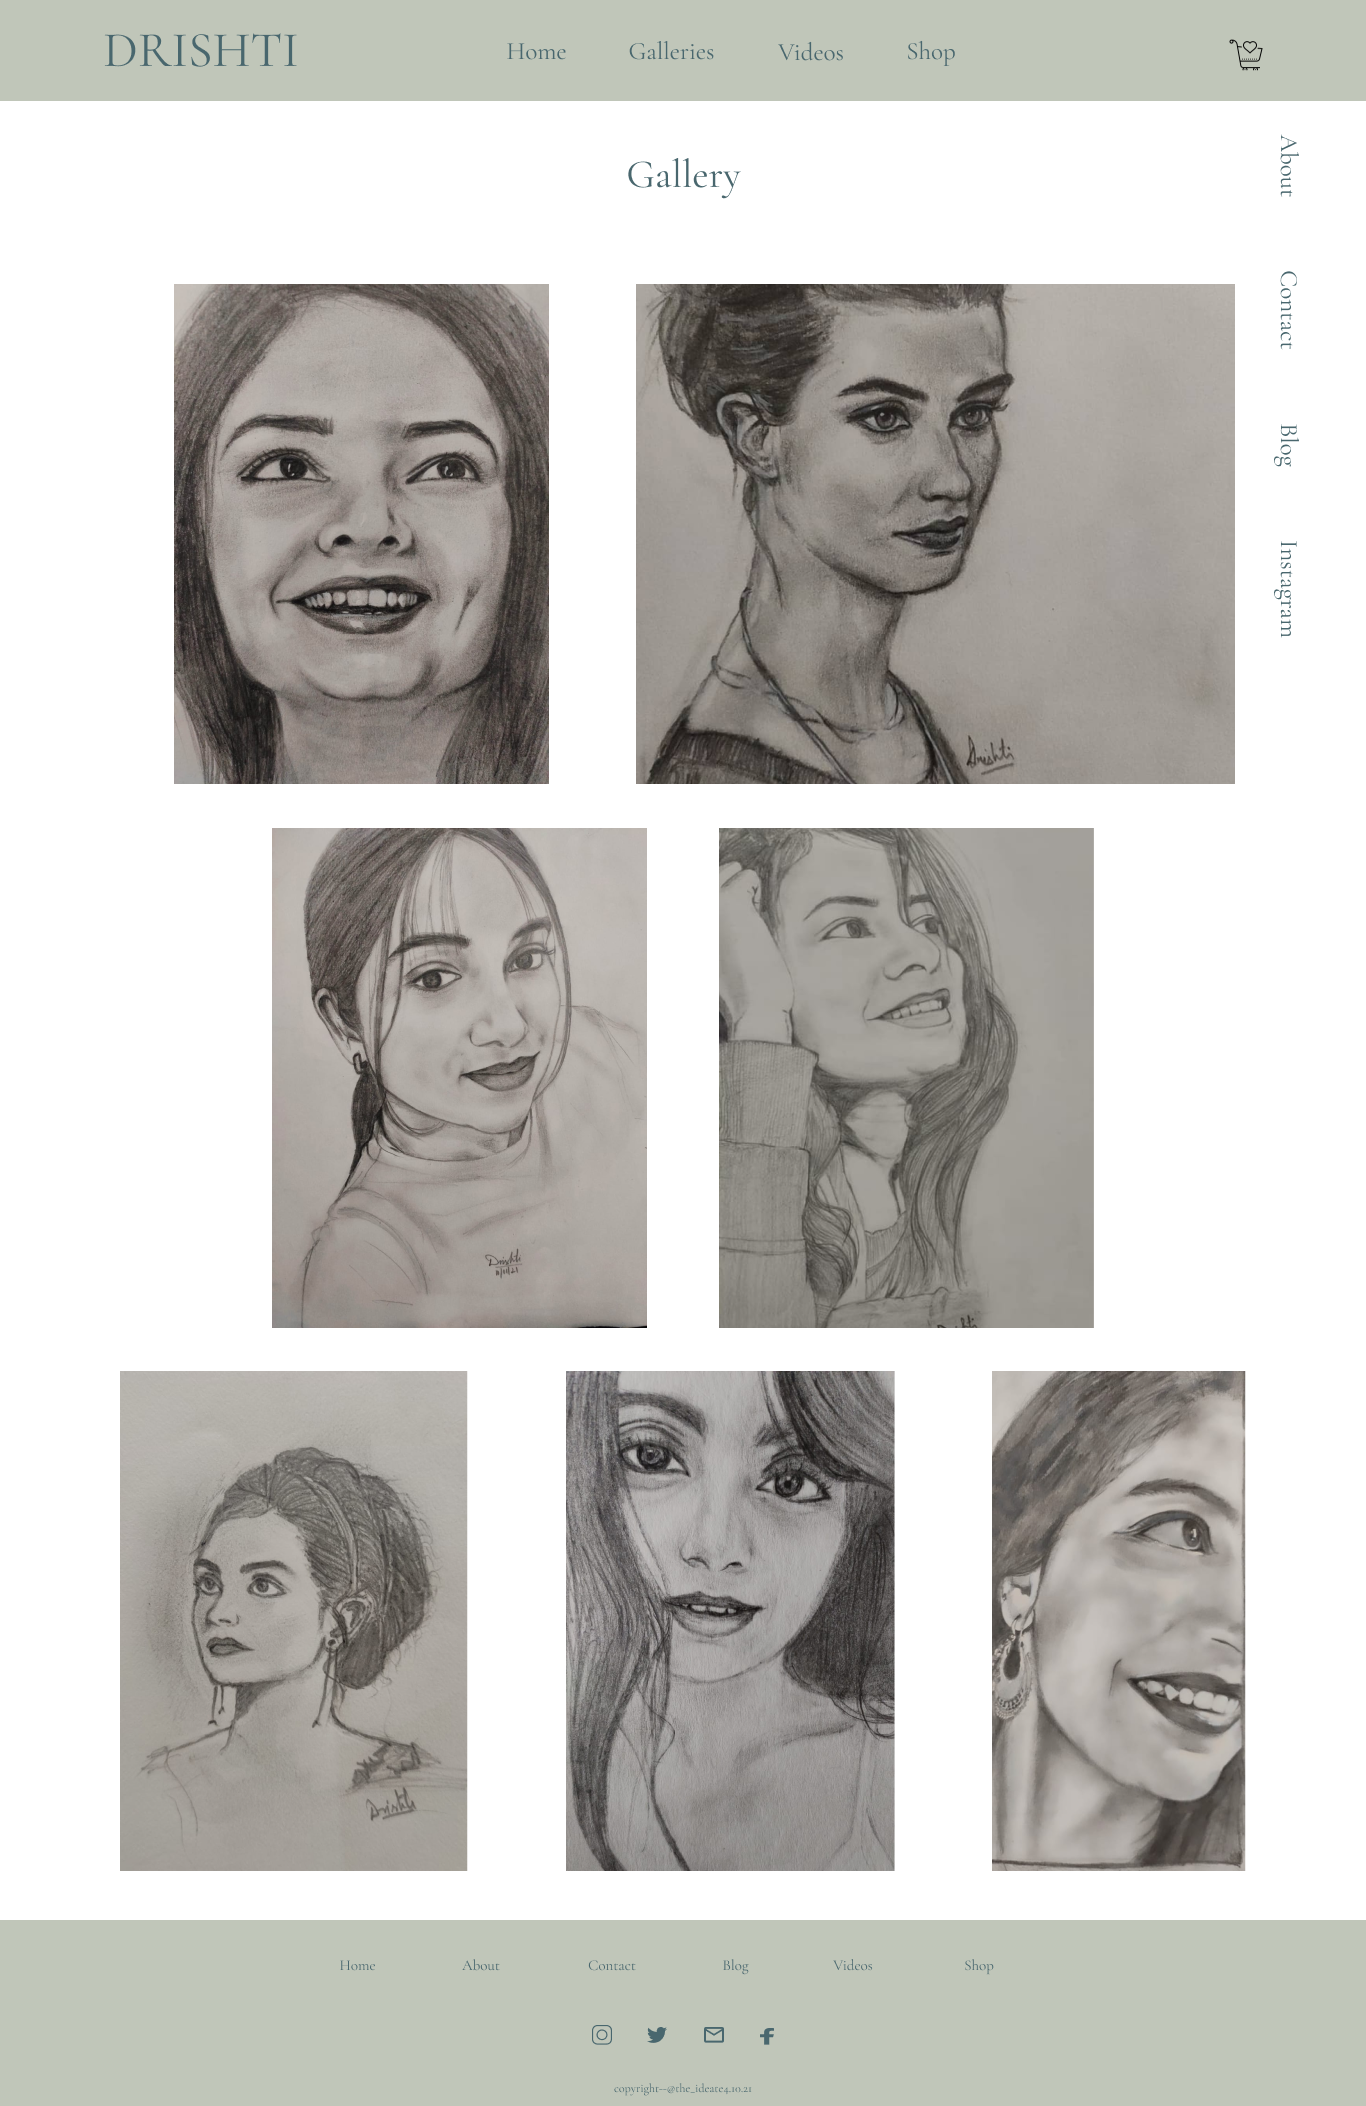 DRISHTI
Home Galleries Videos Shop
About
Gallery
Contact
Blog
Instagram
Drishti
Drishti
Drishti
Home About Contact Blog Videos Shop
copyright--@the_ideate4.10.21